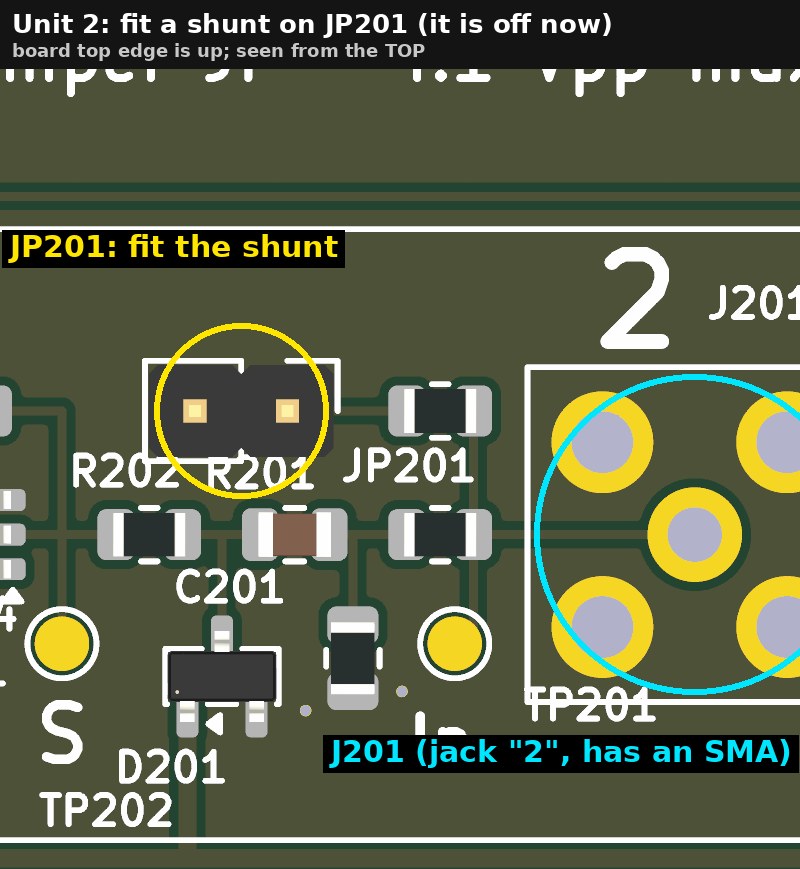 Unit 2: fit a shunt on JP201 (it is off now)
board top edge is up; seen from the TOP
JP201: fit the shunt
2
J201
R202
R201
JP201
C201
TP201
S
D201
TP202
J201 (jack "2", has an SMA)